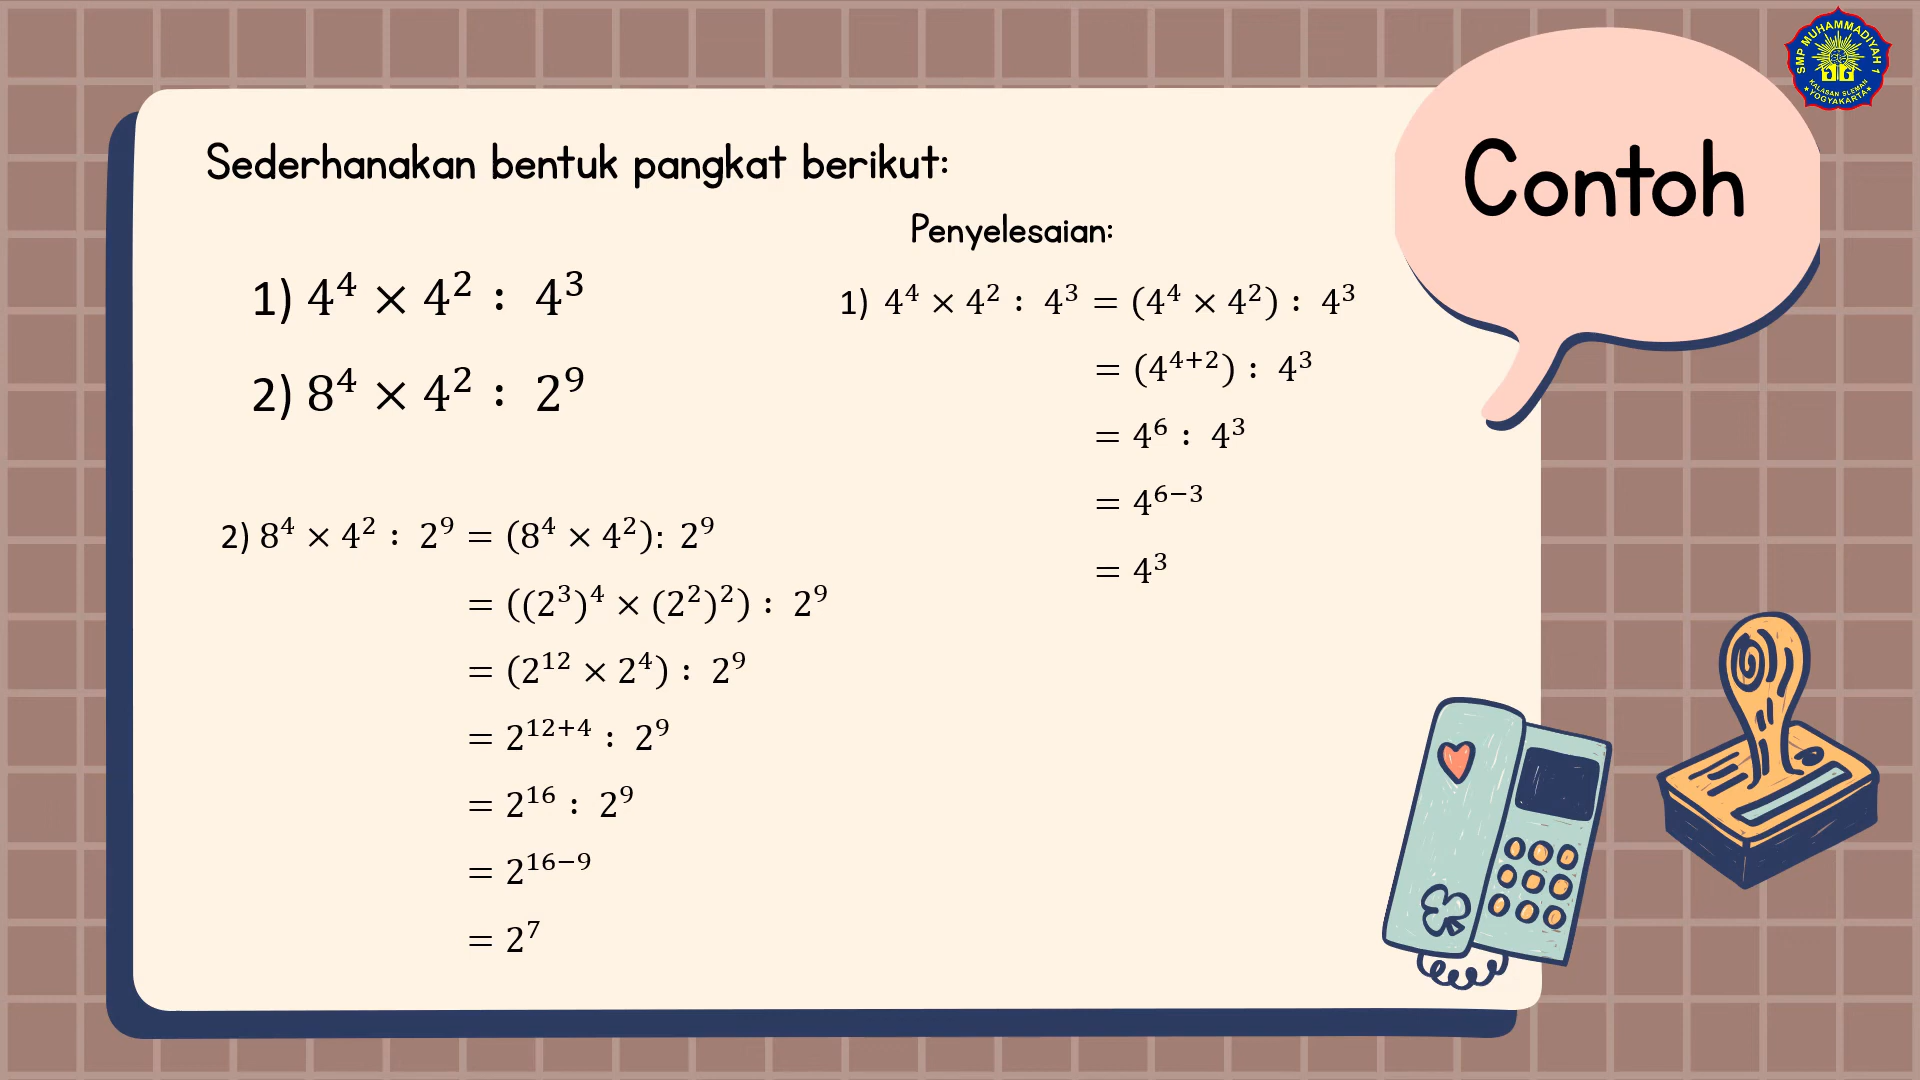 SMP MUHAMMADIYAH 1
KALASAN SLEMAN
YOGYAKARTA
Contoh
Sederhanakan bentuk pangkat berikut:
1) 4⁴ × 4² : 4³
2) 8⁴ × 4² : 2⁹
Penyelesaian:
1) 4⁴ × 4² : 4³ = (4⁴ × 4²) : 4³
= (4⁴⁺²) : 4³
= 4⁶ : 4³
= 4⁶⁻³
= 4³
2) 8⁴ × 4² : 2⁹ = (8⁴ × 4²): 2⁹
= ((2³)⁴ × (2²)²) : 2⁹
= (2¹² × 2⁴) : 2⁹
= 2¹²⁺⁴ : 2⁹
= 2¹⁶ : 2⁹
= 2¹⁶⁻⁹
= 2⁷